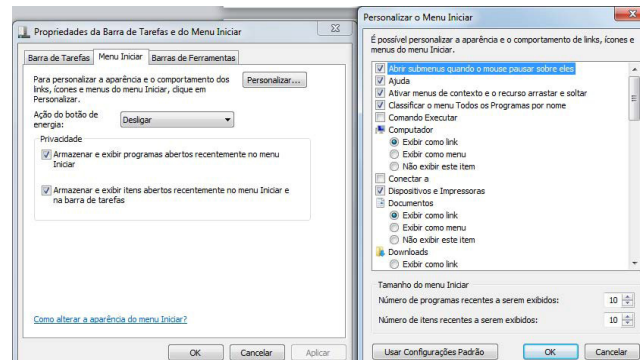 Propriedades da Barra de Tarefas e do Menu Iniciar
Barra de Tarefas
Menu Iniciar
Barras de Ferramentas
Para personalizar a aparência e o comportamento dos
links, ícones e menus do menu Iniciar, clique em
Personalizar.
Personalizar...
Ação do botão de
energia:
Desligar
Privacidade
Armazenar e exibir programas abertos recentemente no menu
Iniciar
Armazenar e exibir itens abertos recentemente no menu Iniciar e
na barra de tarefas
Como alterar a aparência do menu Iniciar?
OK
Cancelar
Aplicar
Personalizar o Menu Iniciar
É possível personalizar a aparência e o comportamento de links, ícones e
menus do menu Iniciar.
Abrir submenus quando o mouse pausar sobre eles
Ajuda
Ativar menus de contexto e o recurso arrastar e soltar
Classificar o menu Todos os Programas por nome
Comando Executar
Computador
Exibir como link
Exibir como menu
Não exibir este item
Conectar a
Dispositivos e Impressoras
Documentos
Exibir como link
Exibir como menu
Não exibir este item
Downloads
Exibir como link
Tamanho do menu Iniciar
Número de programas recentes a serem exibidos:
10
Número de itens recentes a serem exibidos:
10
Usar Configurações Padrão
OK
Cancelar